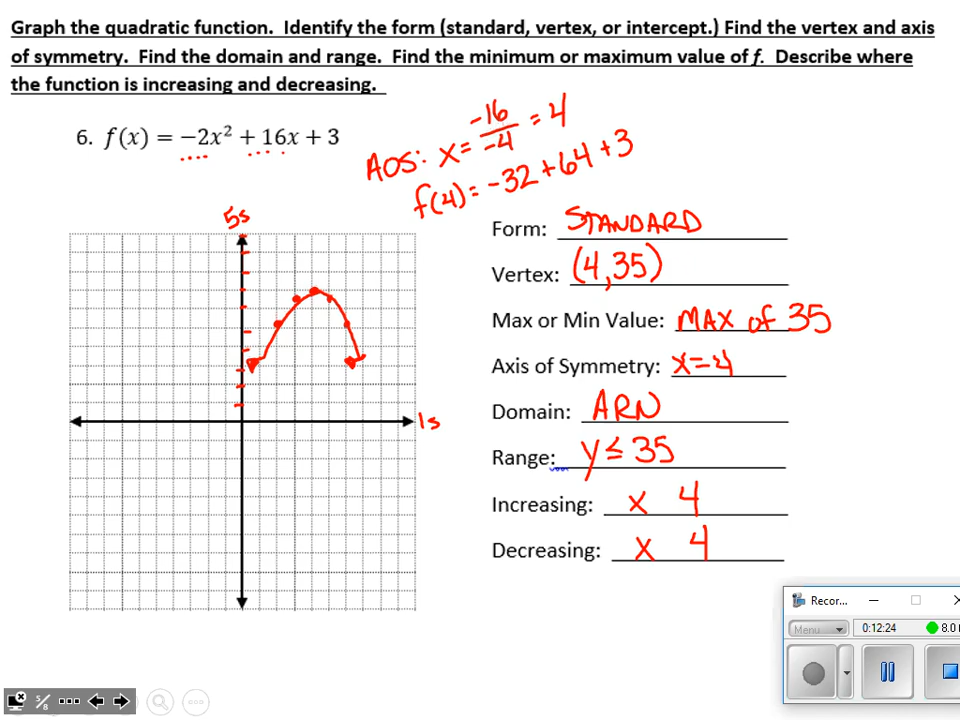 Graph the quadratic function. Identify the form (standard, vertex, or intercept.) Find the vertex and axis
of symmetry. Find the domain and range. Find the minimum or maximum value of f. Describe where
the function is increasing and decreasing.
6. f(x) = −2x² + 16x + 3
AOS: x = -16/-4 = 4
f(4) = -32 + 64 + 3
5s
1s
Form: STANDARD
Vertex: (4,35)
Max or Min Value: MAX of 35
Axis of Symmetry: x=4
Domain: ARN
Range: y ≤ 35
Increasing: x 4
Decreasing: x 4
Recor...
Menu 0:12:24 8.0
5/8